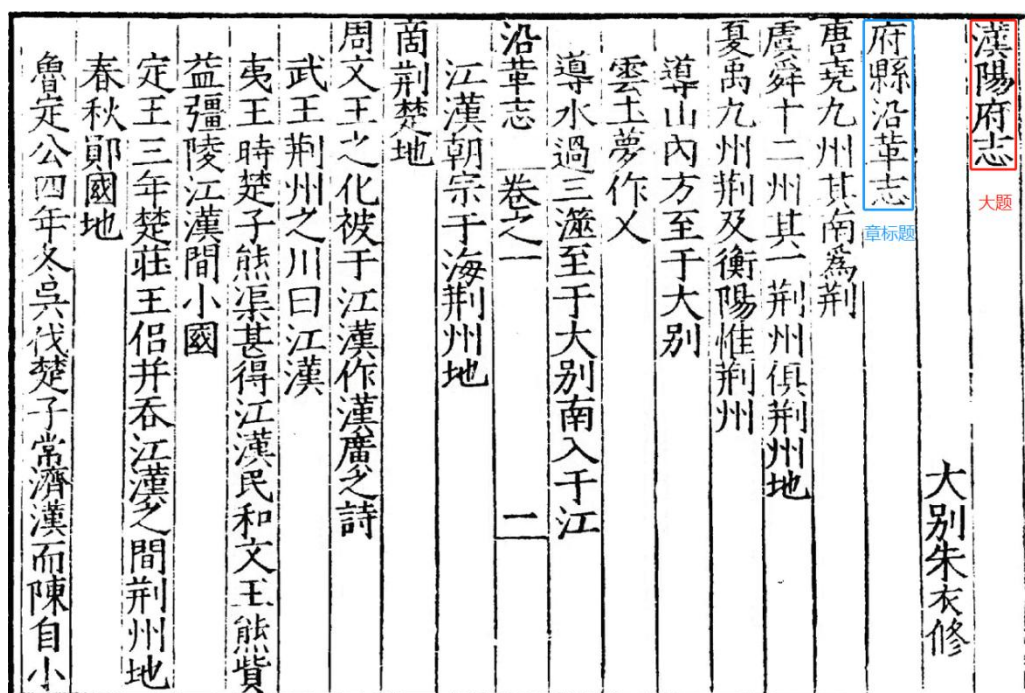 漢陽府志
大题
大别朱衣修
府縣沿革志
章标题
唐堯九州其南爲荆
虞舜十二州其一荆州俱荆州地
夏禹九州荆及衡陽惟荆州
導山内方至于大别
雲土夢作乂
導水過三澨至于大别南入于江
沿革志 卷之一 二
江漢朝宗于海荆州地
商荆楚地
周文王之化被于江漢作漢廣之詩
武王荆州之川曰江漢
夷王時楚子熊渠甚得江漢民和文王熊貲
益彊陵江漢間小國
定王三年楚莊王侣并吞江漢之間荆州地
春秋鄖國地
魯定公四年冬吳伐楚子常濟漢而陳自小